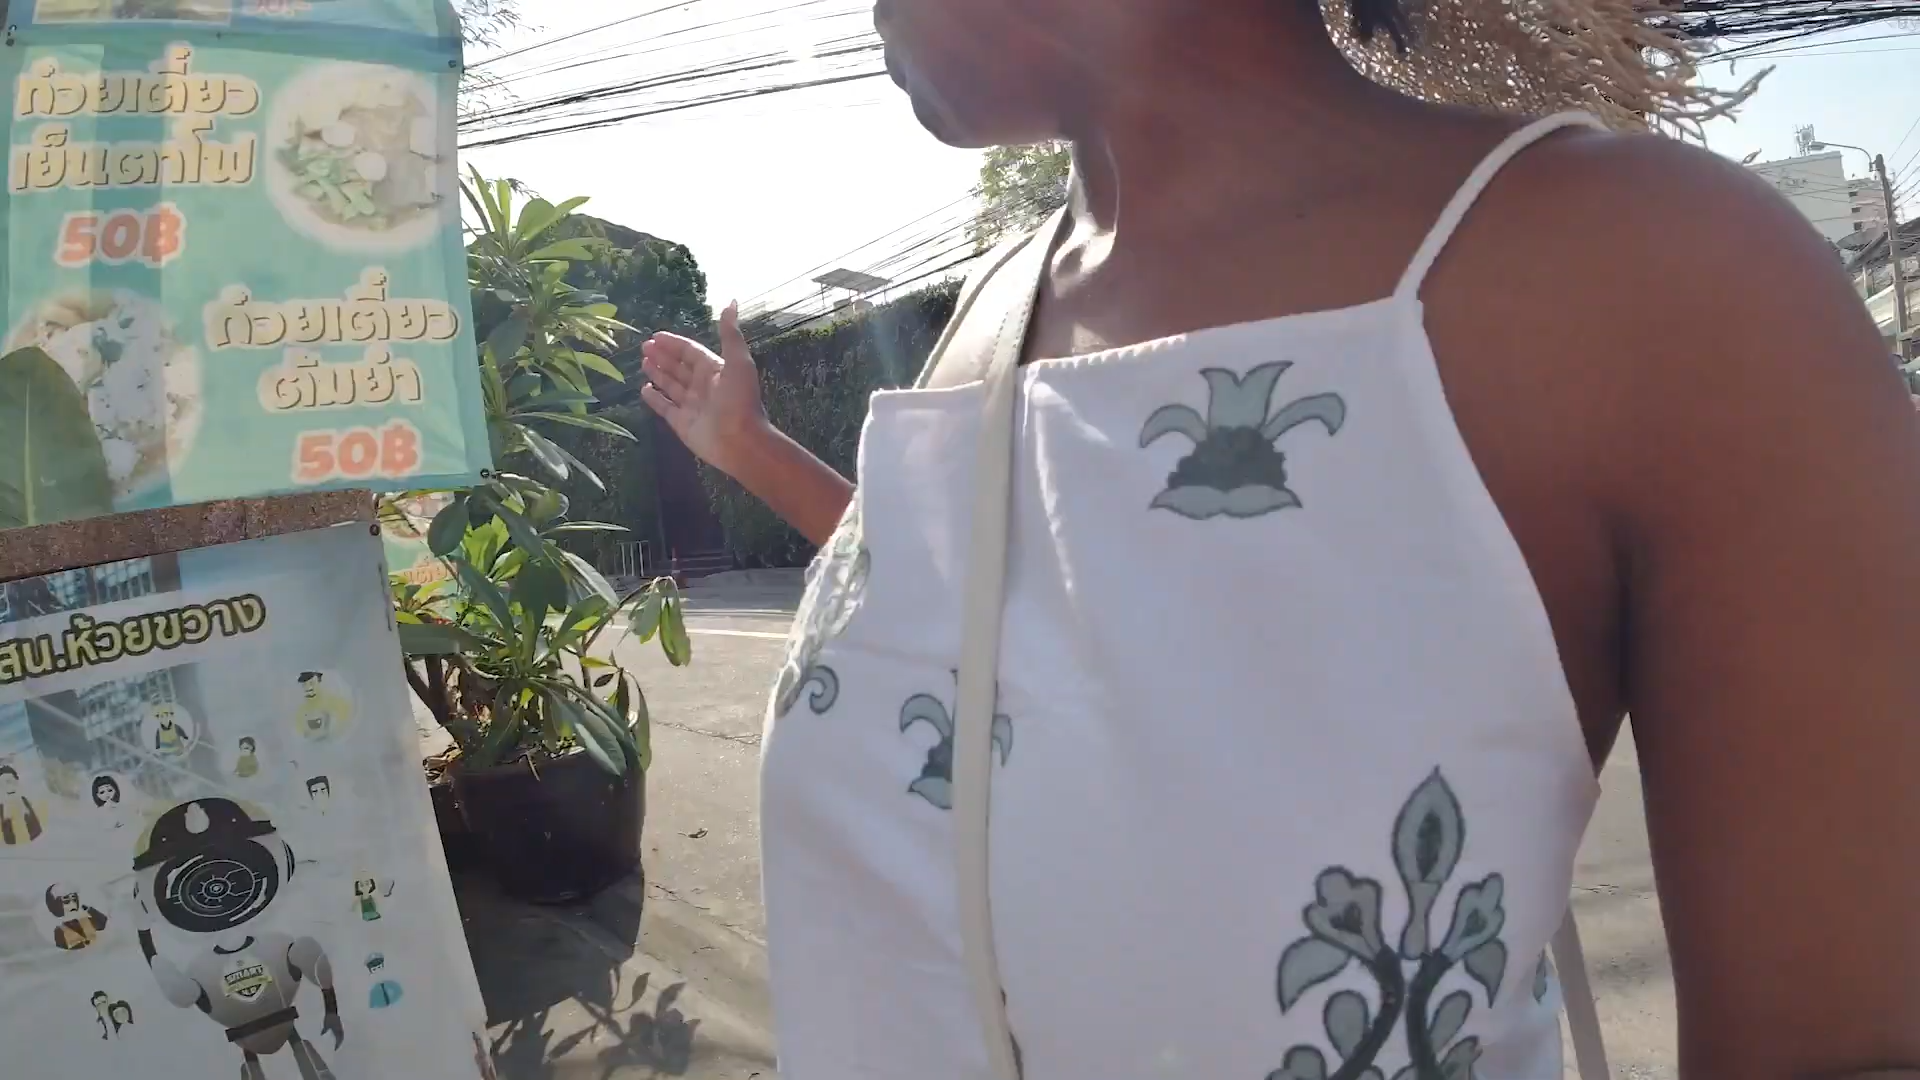 ก๋วยเตี๋ยว
เย็นตาโฟ
50฿
ก๋วยเตี๋ยว
ต้มยำ
50฿
สน.ห้วยขวาง
SMART